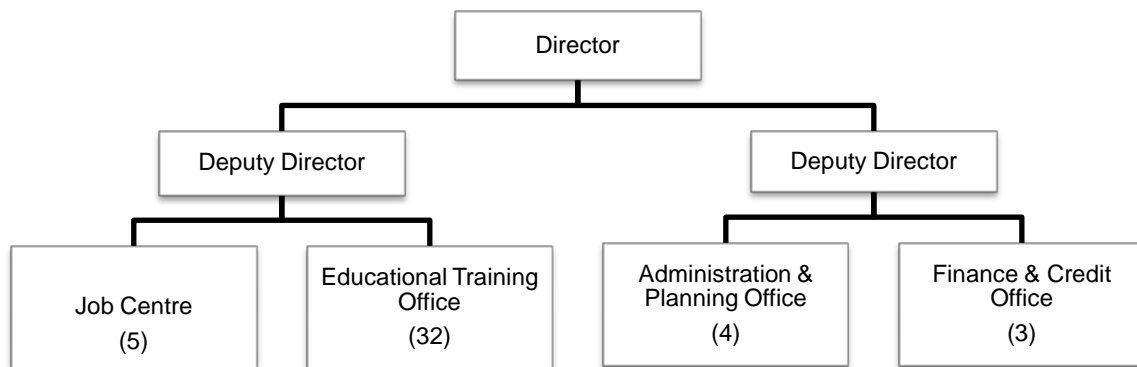 Director
Deputy Director
Deputy Director
Job Centre
(5)
Educational Training
Office
(32)
Administration &
Planning Office
(4)
Finance & Credit
Office
(3)